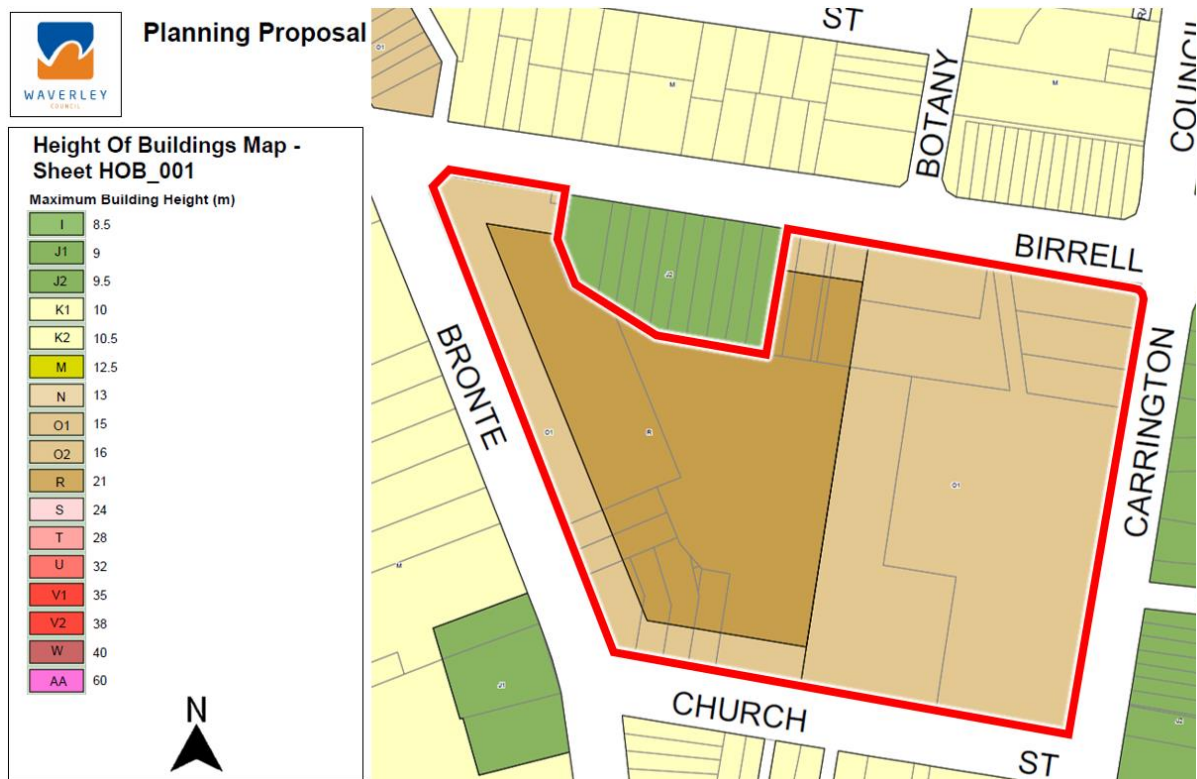 WAVERLEY
COUNCIL
Planning Proposal
Height Of Buildings Map -
Sheet HOB_001
Maximum Building Height (m)
I 8.5
J1 9
J2 9.5
K1 10
K2 10.5
M 12.5
N 13
O1 15
O2 16
R 21
S 24
T 28
U 32
V1 35
V2 38
W 40
AA 60
N
ST
BOTANY
COUNCIL
BIRRELL
BRONTE
CARRINGTON
CHURCH
ST
O1
M
M
O1
R
O1
M
J1